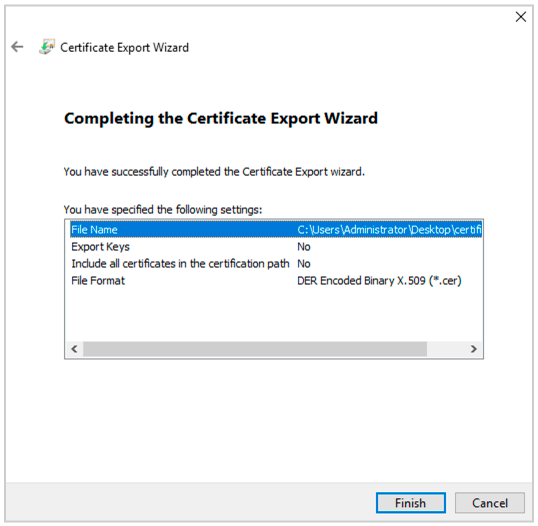 Certificate Export Wizard
Completing the Certificate Export Wizard
You have successfully completed the Certificate Export wizard.
You have specified the following settings:
File Name C:\Users\Administrator\Desktop\certifi
Export Keys No
Include all certificates in the certification path No
File Format DER Encoded Binary X.509 (*.cer)
Finish Cancel